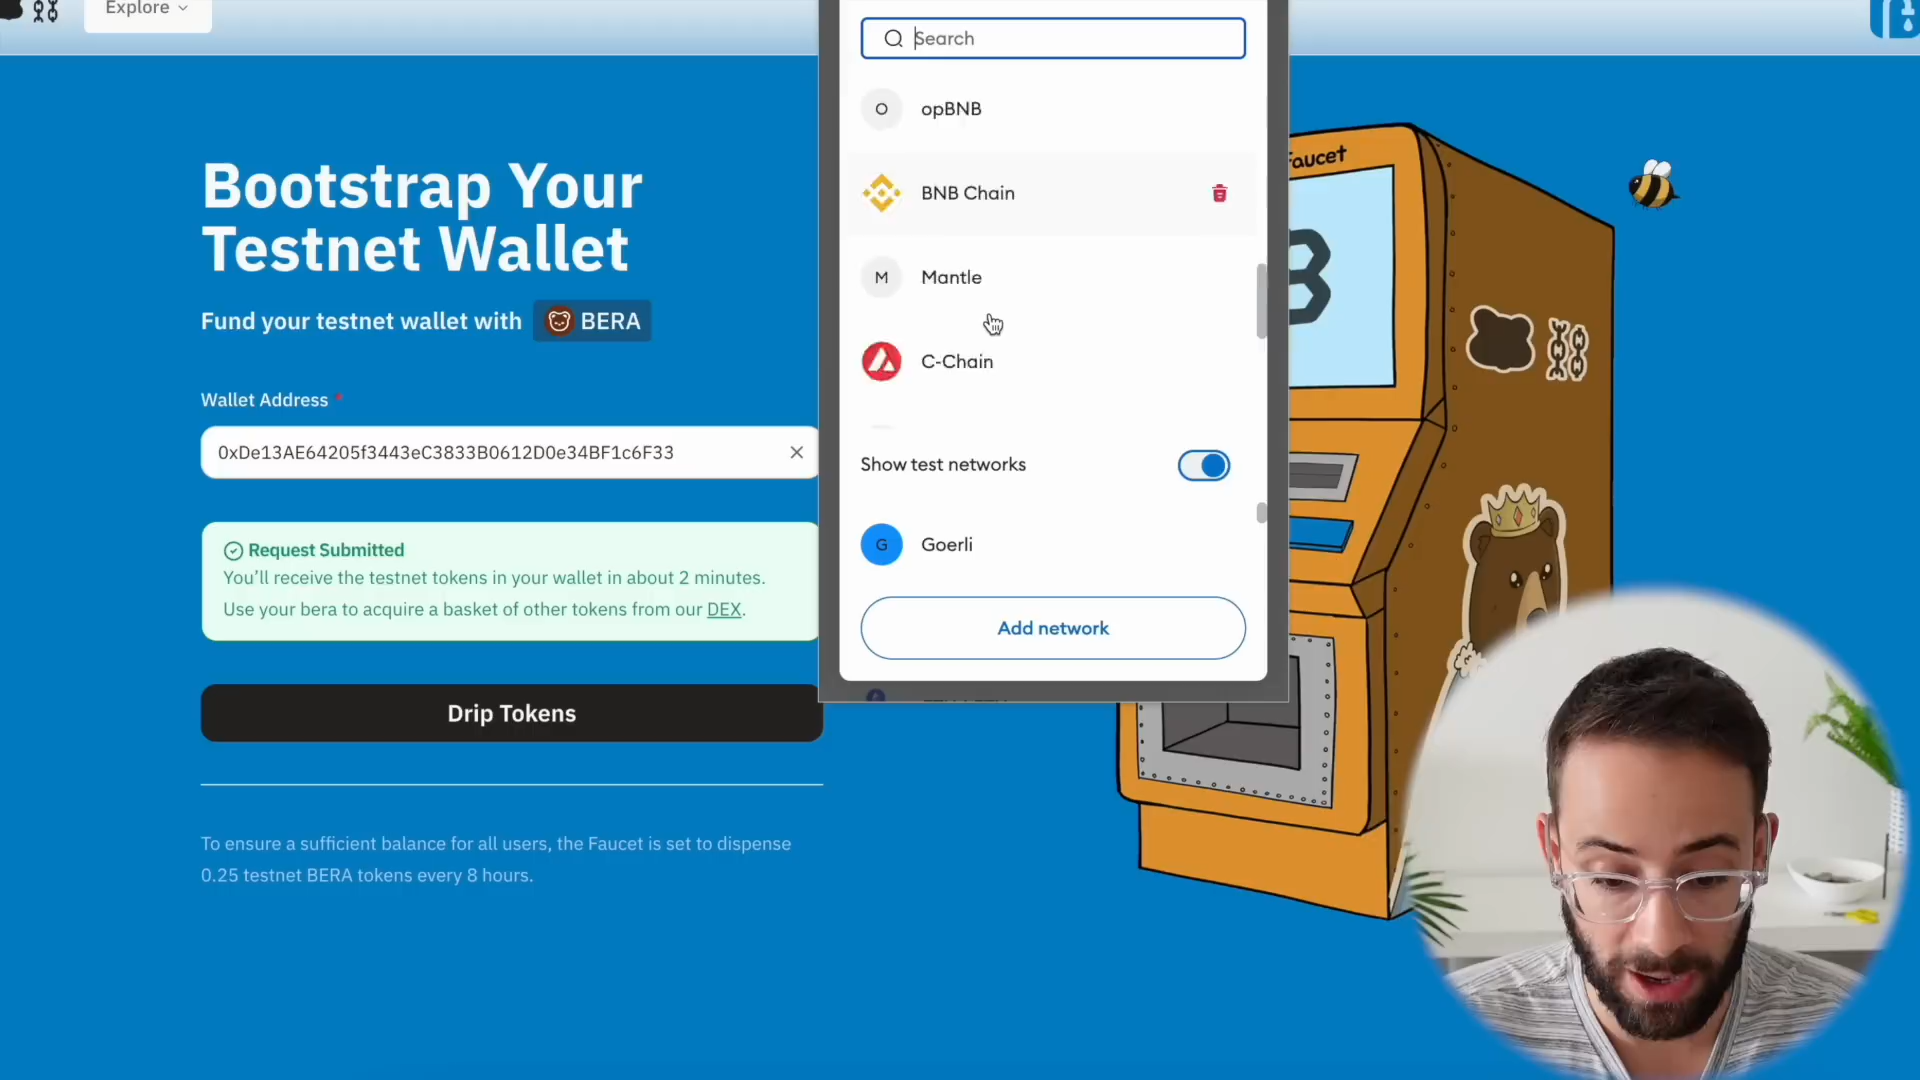 Explore
Search
opBNB
BNB Chain
Mantle
C-Chain
Show test networks
Goerli
Add network
Bootstrap Your
Testnet Wallet
Fund your testnet wallet with BERA
Wallet Address *
0xDe13AE64205f3443eC3833B0612D0e34BF1c6F33
Request Submitted
You'll receive the testnet tokens in your wallet in about 2 minutes.
Use your bera to acquire a basket of other tokens from our DEX.
Drip Tokens
To ensure a sufficient balance for all users, the Faucet is set to dispense
0.25 testnet BERA tokens every 8 hours.
Faucet
B
O
M
G